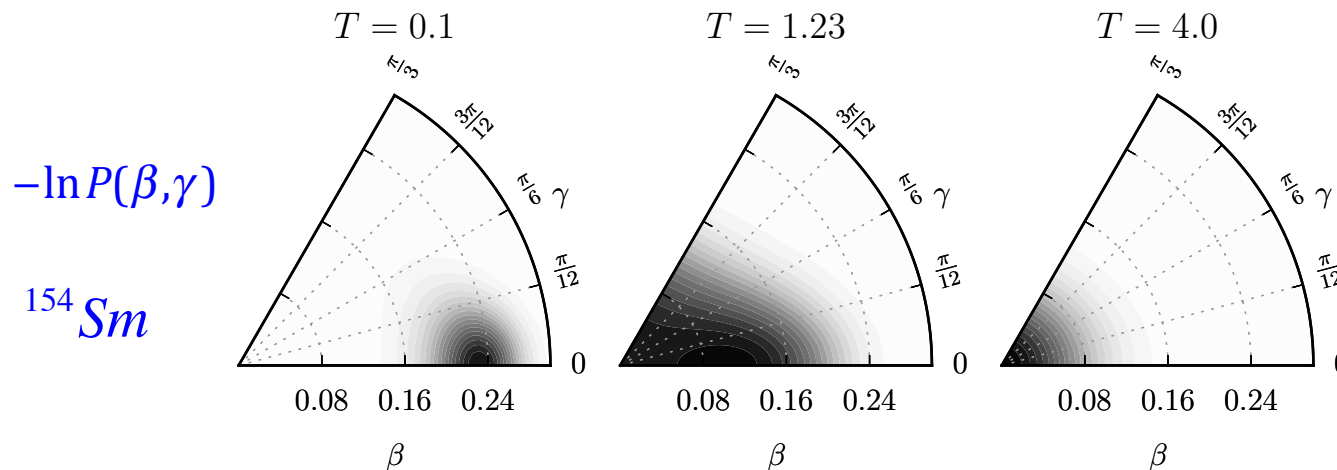 T = 0.1
T = 1.23
T = 4.0
−ln P(β,γ)
¹⁵⁴Sm
π/3
3π/12
π/6
γ
π/12
0
0.08 0.16 0.24
β
π/3
3π/12
π/6
γ
π/12
0
0.08 0.16 0.24
β
π/3
3π/12
π/6
γ
π/12
0.08 0.16 0.24
β